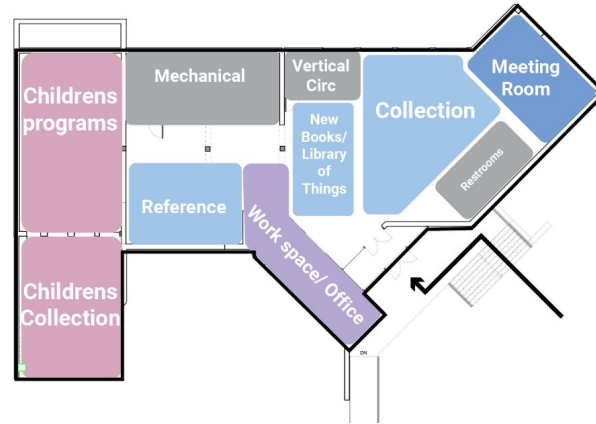 Childrens
programs
Mechanical
Vertical
Circ
New
Books/
Library
of
Things
Collection
Meeting
Room
Restrooms
Reference
Work space/ Office
Childrens
Collection
DN